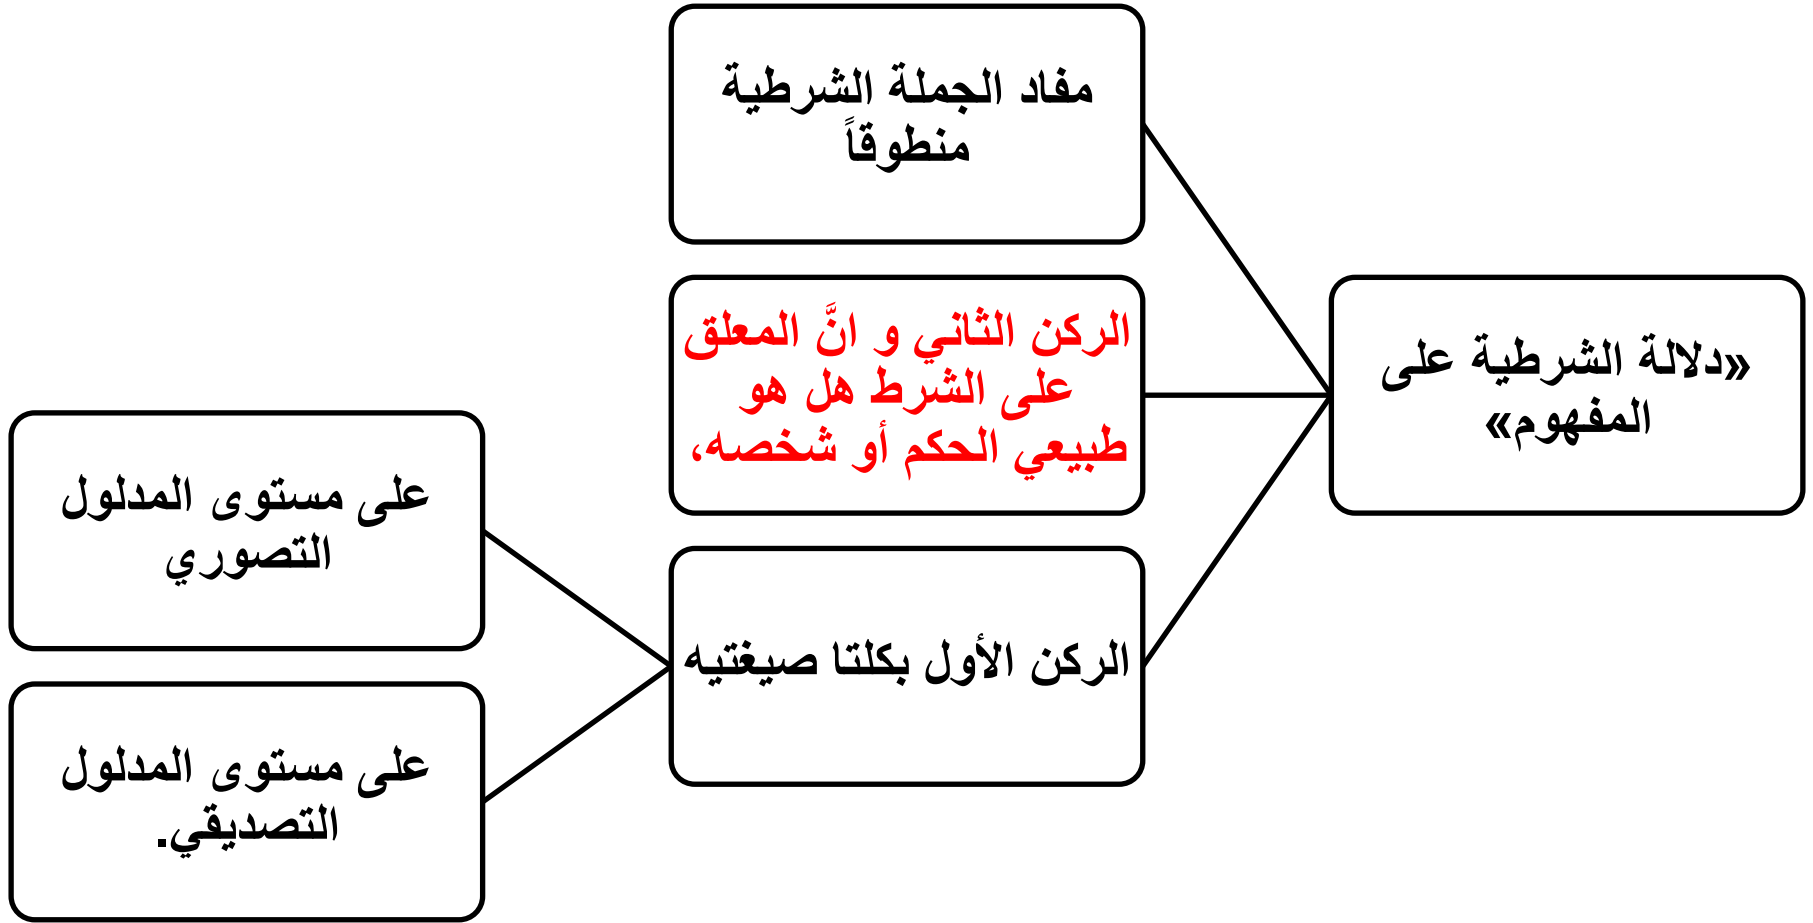 «دلالة الشرطية على
المفهوم»
مفاد الجملة الشرطية
منطوقاً
الركن الثاني و انَّ المعلق
على الشرط هل هو
طبيعي الحكم أو شخصه،
الركن الأول بكلتا صيغتيه
على مستوى المدلول
التصوري
على مستوى المدلول
التصديقي.